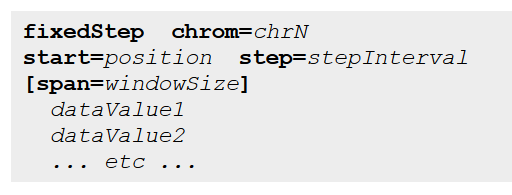 fixedStep chrom=chrN
start=position step=stepInterval
[span=windowSize]
dataValue1
dataValue2
... etc ...